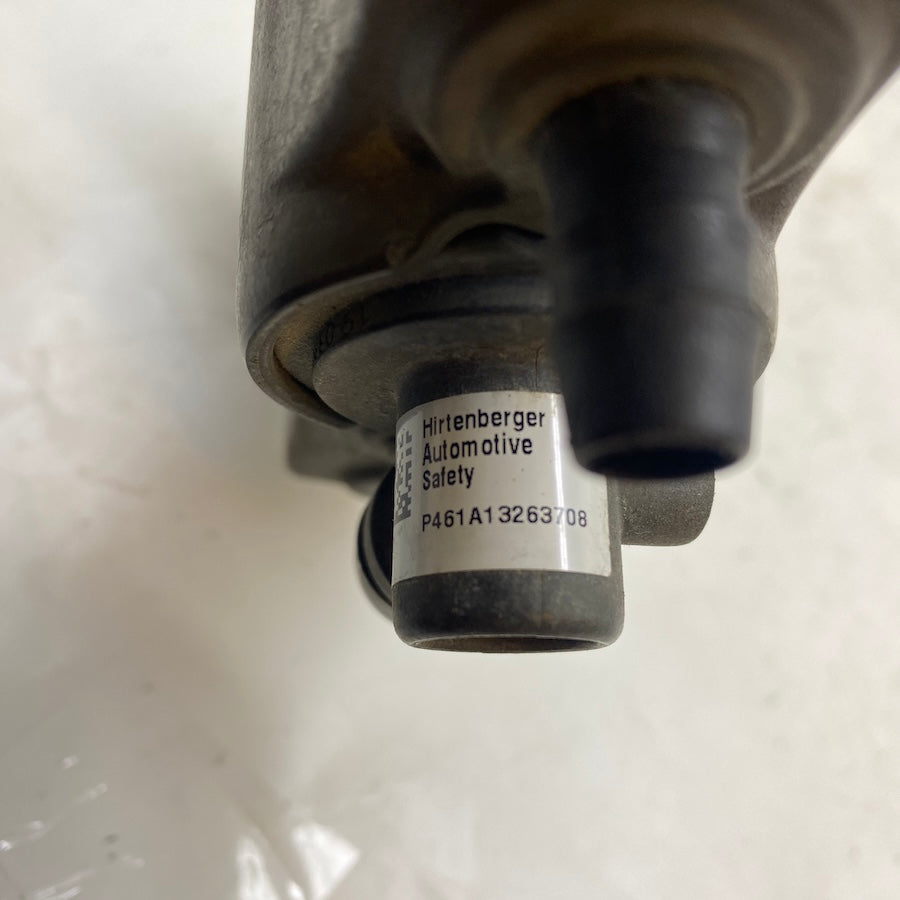 Hirtenberger
Automotive
Safety
P461A13263708